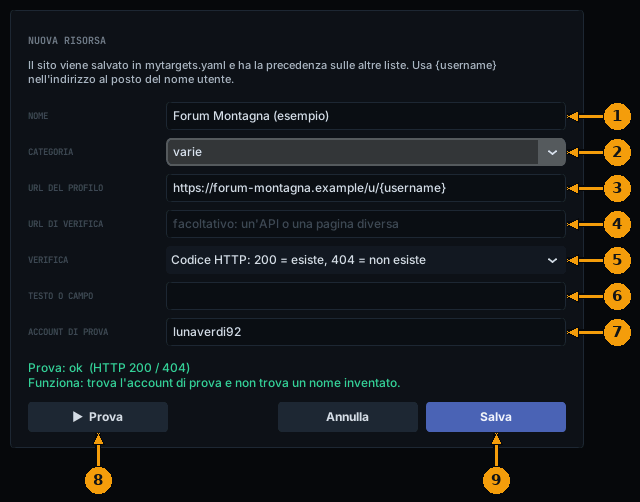 NUOVA RISORSA
Il sito viene salvato in mytargets.yaml e ha la precedenza sulle altre liste. Usa {username}
nell'indirizzo al posto del nome utente.
NOME Forum Montagna (esempio) 1
CATEGORIA varie 2
URL DEL PROFILO https://forum-montagna.example/u/{username} 3
URL DI VERIFICA facoltativo: un'API o una pagina diversa 4
VERIFICA Codice HTTP: 200 = esiste, 404 = non esiste 5
TESTO O CAMPO 6
ACCOUNT DI PROVA lunaverdi92 7
Prova: ok (HTTP 200 / 404)
Funziona: trova l'account di prova e non trova un nome inventato.
▶ Prova Annulla Salva
8 9